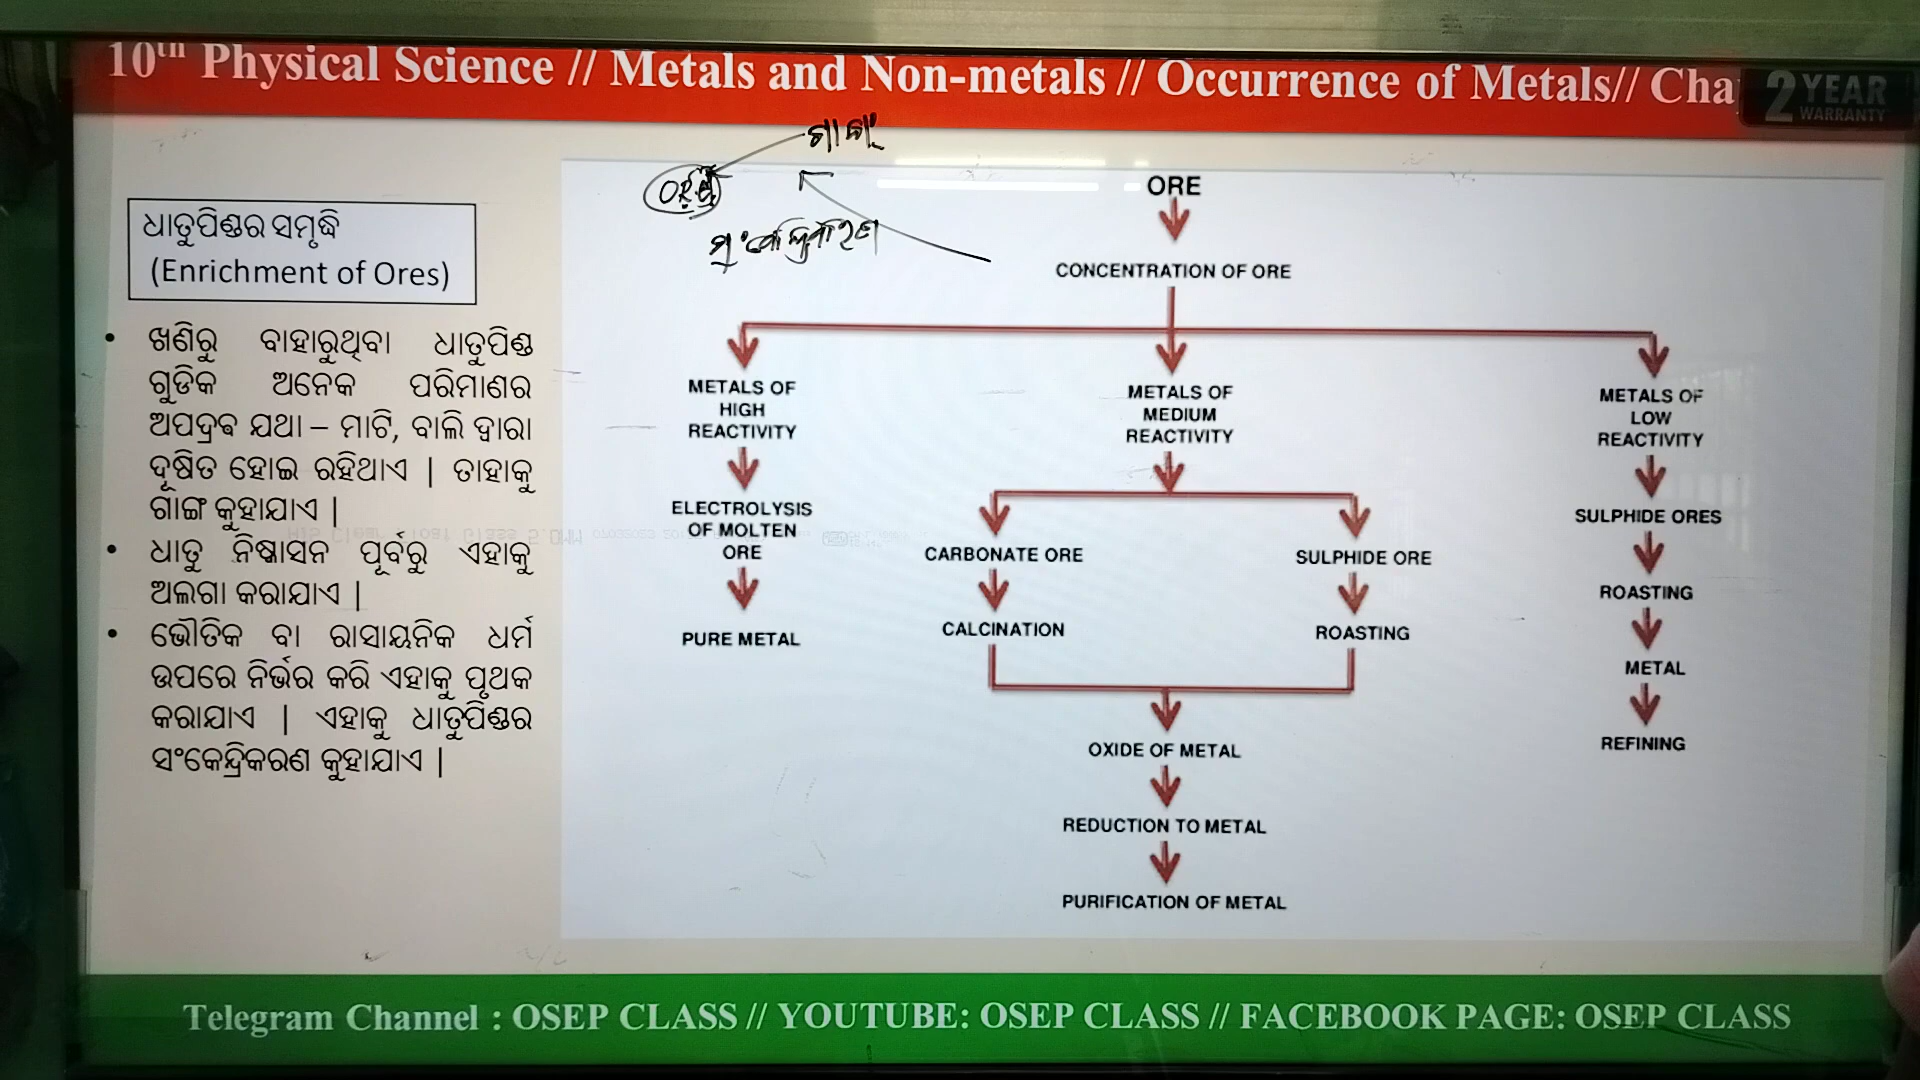 10th Physical Science // Metals and Non-metals // Occurrence of Metals// Cha
2 YEAR
WARRANTY
ଗାଙ୍ଗ
ସଂକେନ୍ଦ୍ରିକରଣ
ଧାତୁପିଣ୍ଡର ସମୃଦ୍ଧି
(Enrichment of Ores)
• ଖଣିରୁ ବାହାରୁଥିବା ଧାତୁପିଣ୍ଡ
ଗୁଡିକ ଅନେକ ପରିମାଣର
ଅପଦ୍ରବ ଯଥା – ମାଟି, ବାଲି ଦ୍ଵାରା
ଦୂଷିତ ହୋଇ ରହିଥାଏ | ତାହାକୁ
ଗାଙ୍ଗ କୁହାଯାଏ |
• ଧାତୁ ନିଷ୍କାସନ ପୂର୍ବରୁ ଏହାକୁ
ଅଲଗା କରାଯାଏ |
• ଭୌତିକ ବା ରାସାୟନିକ ଧର୍ମ
ଉପରେ ନିର୍ଭର କରି ଏହାକୁ ପୃଥକ
କରାଯାଏ | ଏହାକୁ ଧାତୁପିଣ୍ଡର
ସଂକେନ୍ଦ୍ରିକରଣ କୁହାଯାଏ |
ORE
CONCENTRATION OF ORE
METALS OF
HIGH
REACTIVITY
ELECTROLYSIS
OF MOLTEN
ORE
PURE METAL
METALS OF
MEDIUM
REACTIVITY
CARBONATE ORE
CALCINATION
SULPHIDE ORE
ROASTING
OXIDE OF METAL
REDUCTION TO METAL
PURIFICATION OF METAL
METALS OF
LOW
REACTIVITY
SULPHIDE ORES
ROASTING
METAL
REFINING
Telegram Channel : OSEP CLASS // YOUTUBE: OSEP CLASS // FACEBOOK PAGE: OSEP CLASS